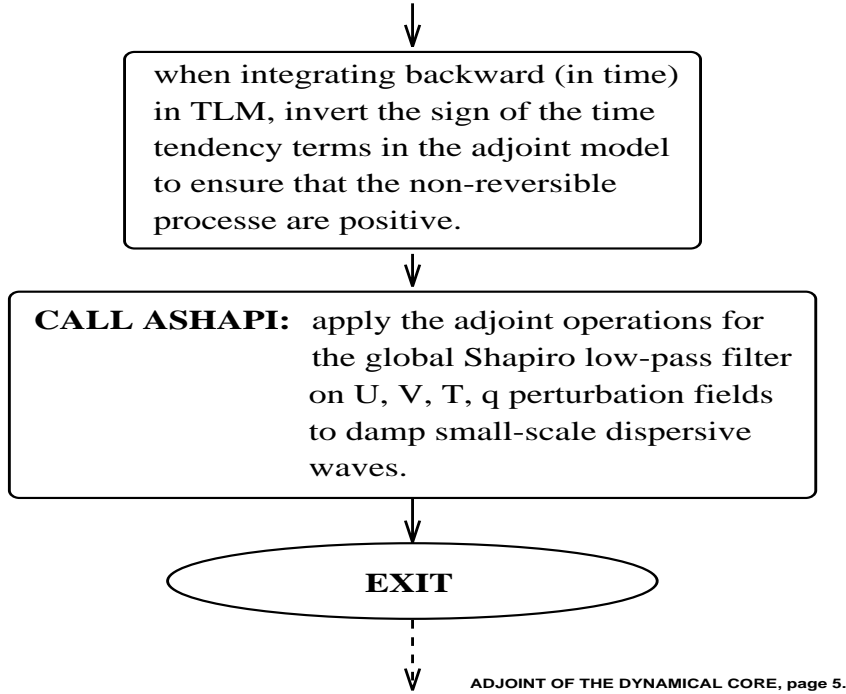 when integrating backward (in time)
in TLM, invert the sign of the time
tendency terms in the adjoint model
to ensure that the non-reversible
processe are positive.
CALL ASHAPI: apply the adjoint operations for
the global Shapiro low-pass filter
on U, V, T, q perturbation fields
to damp small-scale dispersive
waves.
EXIT
ADJOINT OF THE DYNAMICAL CORE, page 5.